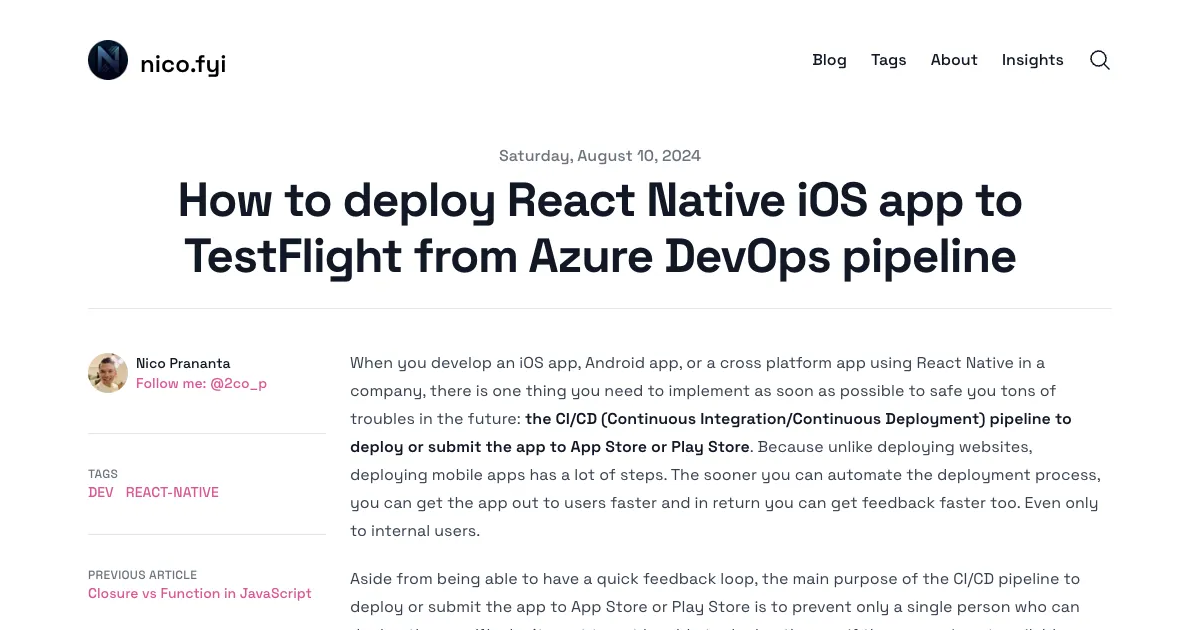 nico.fyi
Blog Tags About Insights
Saturday, August 10, 2024
How to deploy React Native iOS app to
TestFlight from Azure DevOps pipeline
Nico Prananta
Follow me: @2co_p
TAGS
DEV REACT-NATIVE
PREVIOUS ARTICLE
Closure vs Function in JavaScript
When you develop an iOS app, Android app, or a cross platform app using React Native in a
company, there is one thing you need to implement as soon as possible to safe you tons of
troubles in the future: the CI/CD (Continuous Integration/Continuous Deployment) pipeline to
deploy or submit the app to App Store or Play Store. Because unlike deploying websites,
deploying mobile apps has a lot of steps. The sooner you can automate the deployment process,
you can get the app out to users faster and in return you can get feedback faster too. Even only
to internal users.
Aside from being able to have a quick feedback loop, the main purpose of the CI/CD pipeline to
deploy or submit the app to App Store or Play Store is to prevent only a single person who can